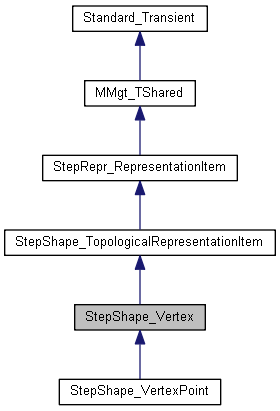 Standard_Transient
MMgt_TShared
StepRepr_RepresentationItem
StepShape_TopologicalRepresentationItem
StepShape_Vertex
StepShape_VertexPoint